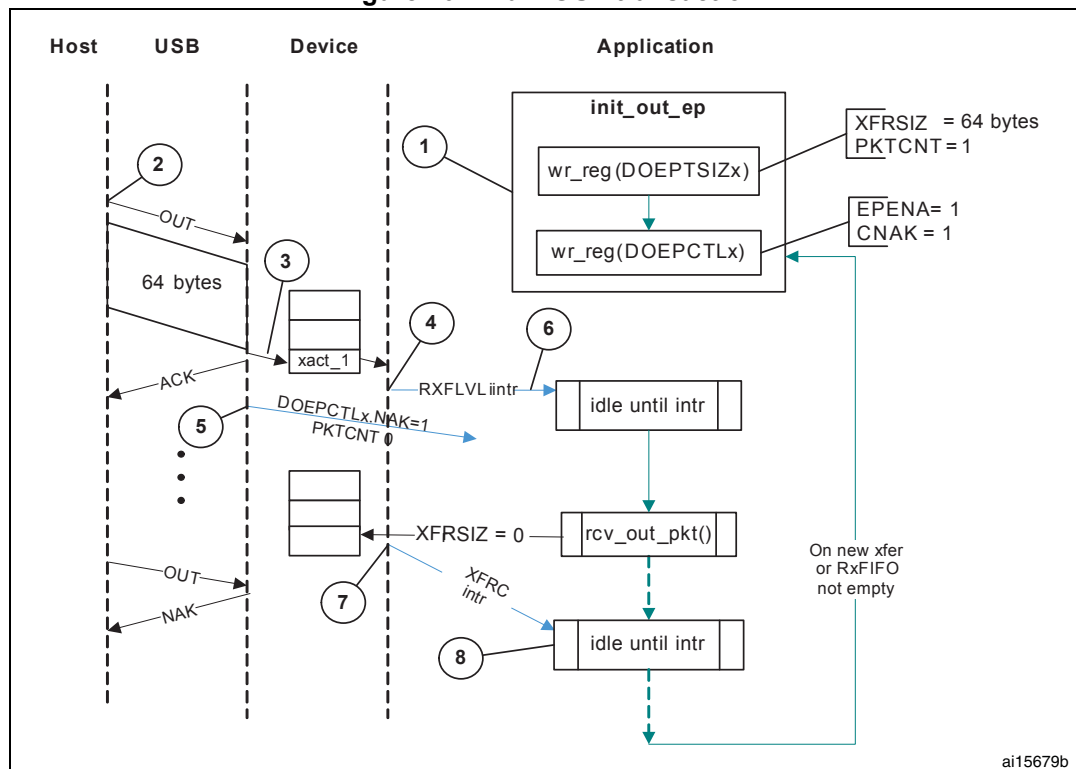 Host USB Device Application
init_out_ep
1
wr_reg(DOEPTSIZx)
XFRSIZ = 64 bytes
PKTCNT = 1
2
OUT
wr_reg(DOEPCTLx)
EPENA= 1
CNAK = 1
64 bytes
3
4
6
xact_1
ACK
RXFLVL iintr
idle until intr
DOEPCTLx.NAK=1
PKTCNT 0
5
XFRSIZ = 0
rcv_out_pkt()
On new xfer
or RxFIFO
not empty
OUT
NAK
XFRC
intr
7
idle until intr
8
ai15679b